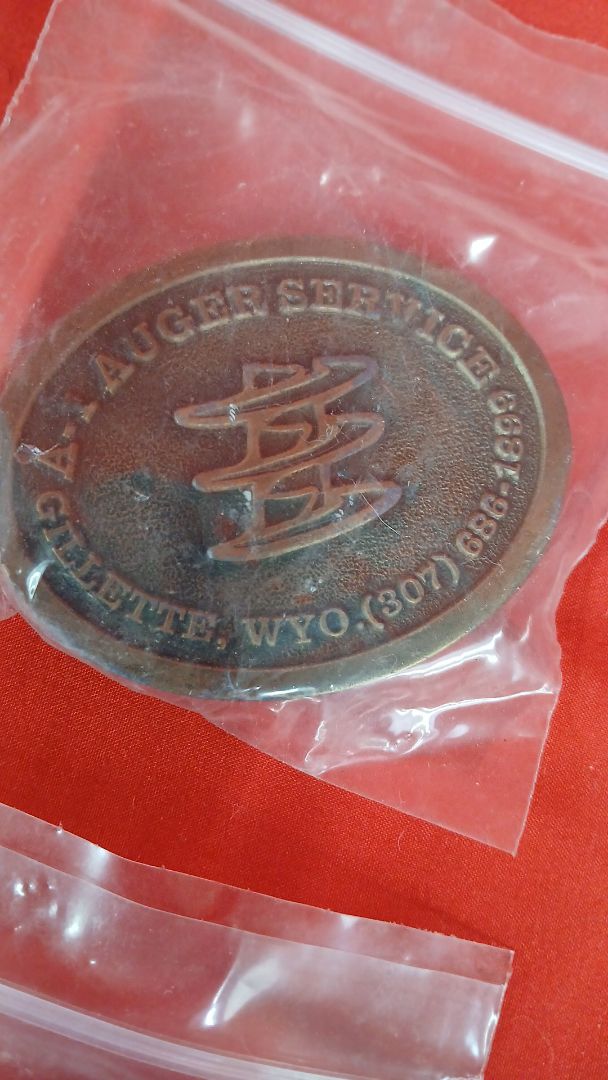 A-1 AUGER SERVICE
GILLETTE, WYO. (307) 686-1899